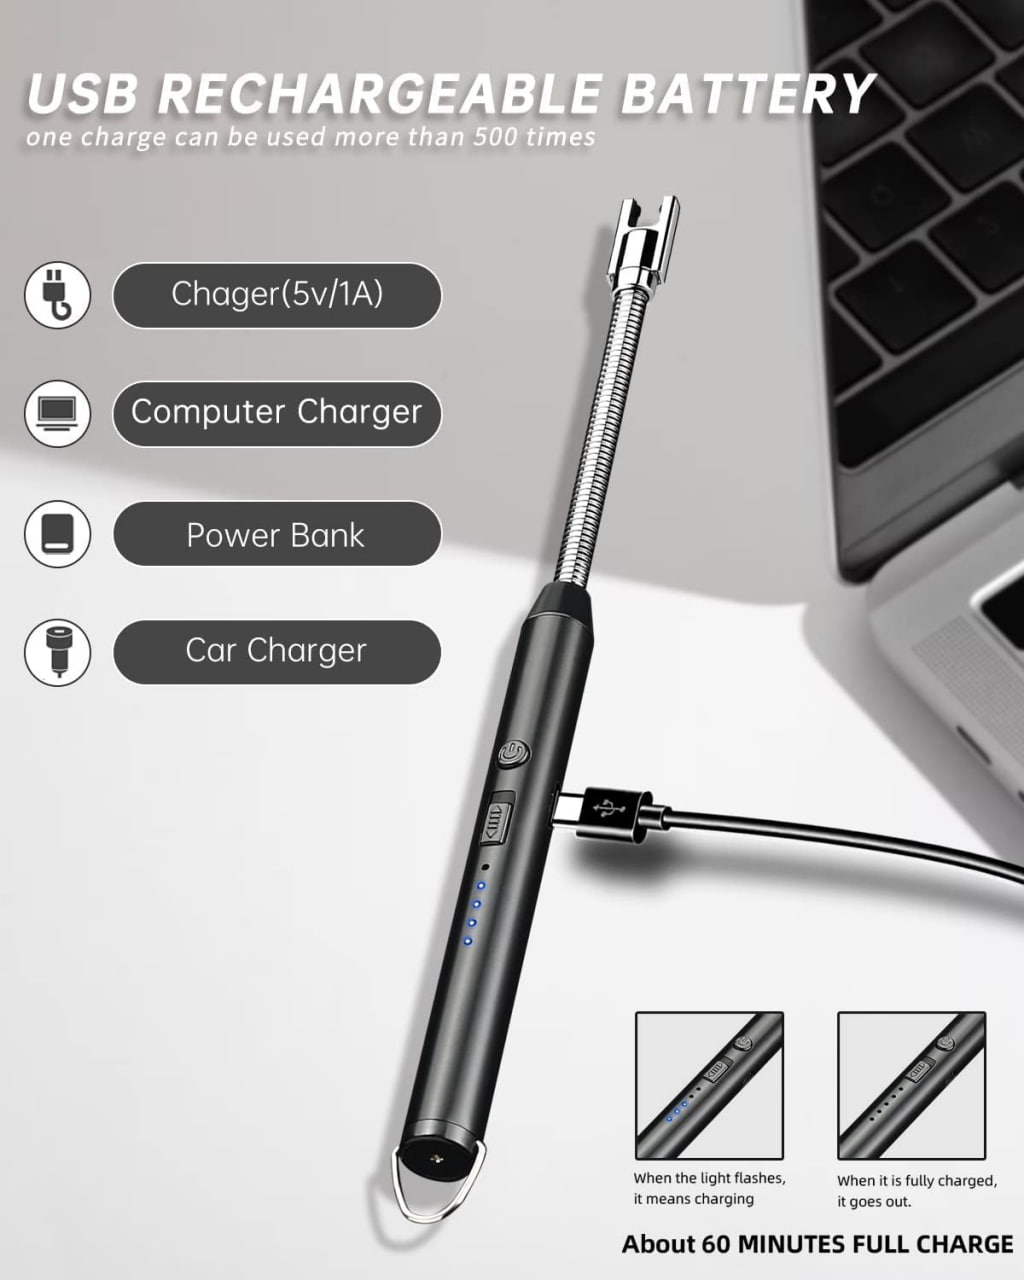 USB RECHARGEABLE BATTERY
one charge can be used more than 500 times
Chager(5v/1A)
Computer Charger
Power Bank
Car Charger
When the light flashes,
it means charging
When it is fully charged,
it goes out.
About 60 MINUTES FULL CHARGE